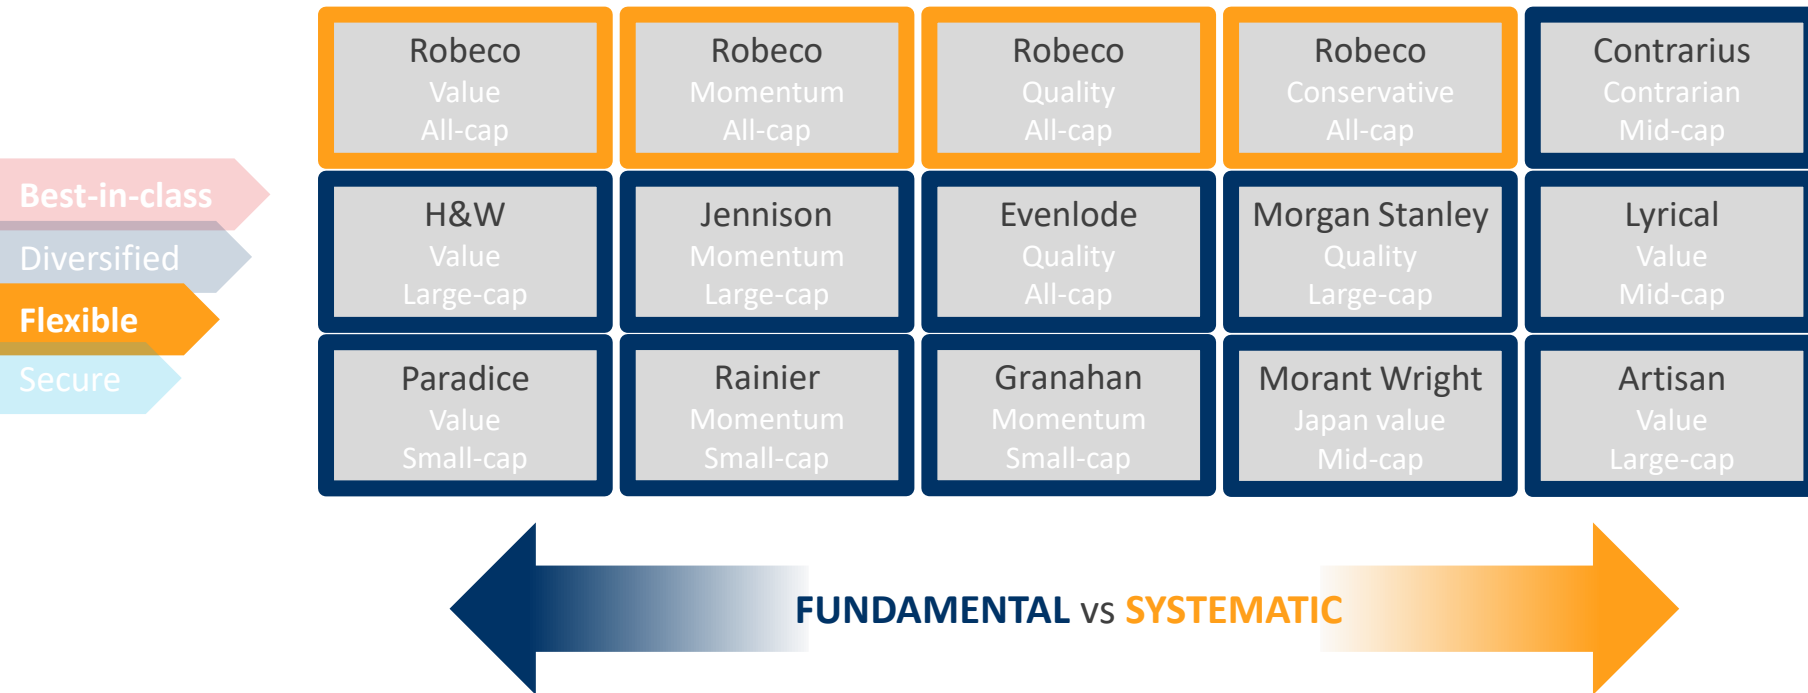 Best-in-class
Diversified
Flexible
Secure
Robeco
Value
All-cap
Robeco
Momentum
All-cap
Robeco
Quality
All-cap
Robeco
Conservative
All-cap
Contrarius
Contrarian
Mid-cap
H&W
Value
Large-cap
Jennison
Momentum
Large-cap
Evenlode
Quality
All-cap
Morgan Stanley
Quality
Large-cap
Lyrical
Value
Mid-cap
Paradice
Value
Small-cap
Rainier
Momentum
Small-cap
Granahan
Momentum
Small-cap
Morant Wright
Japan value
Mid-cap
Artisan
Value
Large-cap
FUNDAMENTAL vs SYSTEMATIC